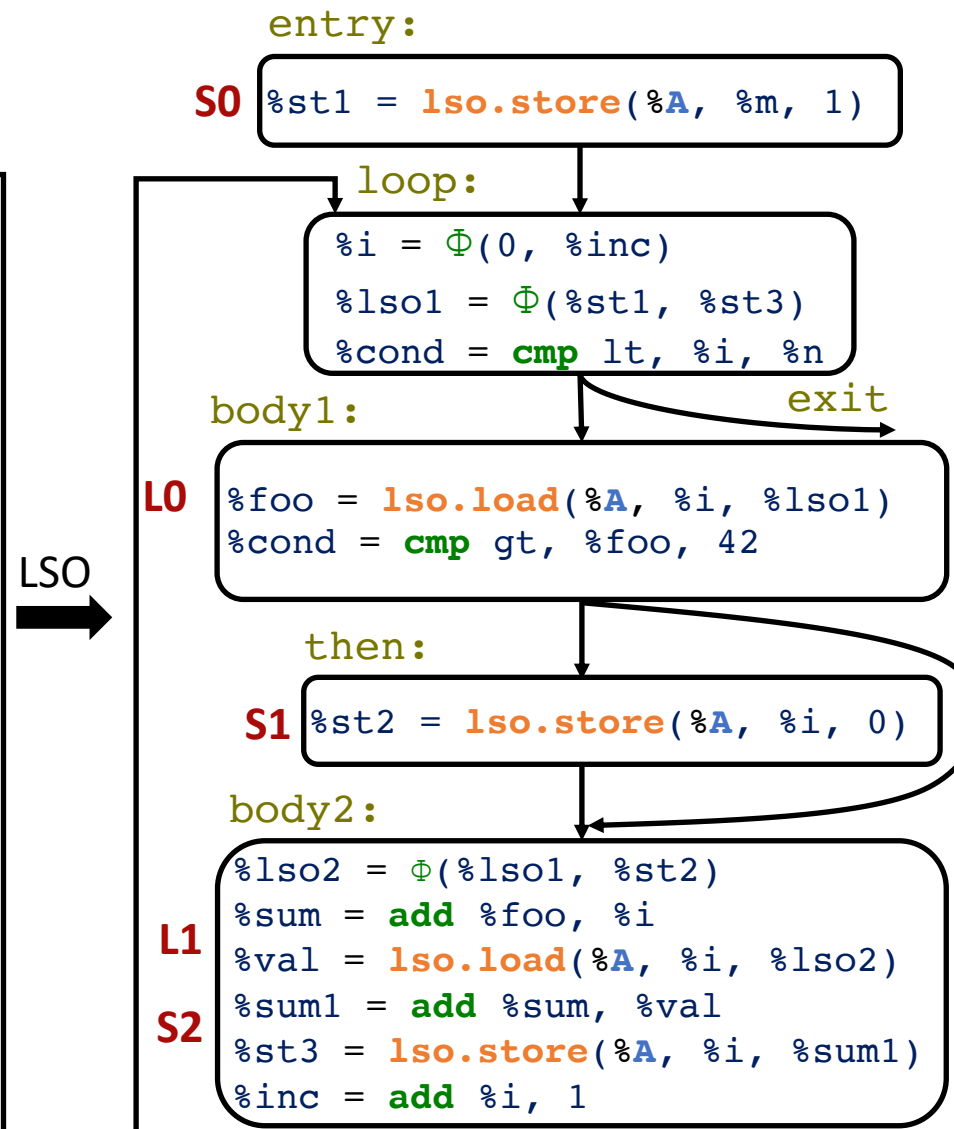 entry:
S0 %st1 = lso.store(%A, %m, 1)
loop:
%i = Φ(0, %inc)
%lso1 = Φ(%st1, %st3)
%cond = cmp lt, %i, %n
exit
body1:
L0 %foo = lso.load(%A, %i, %lso1)
%cond = cmp gt, %foo, 42
LSO
then:
S1 %st2 = lso.store(%A, %i, 0)
body2:
%lso2 = Φ(%lso1, %st2)
%sum = add %foo, %i
L1 %val = lso.load(%A, %i, %lso2)
%sum1 = add %sum, %val
S2 %st3 = lso.store(%A, %i, %sum1)
%inc = add %i, 1